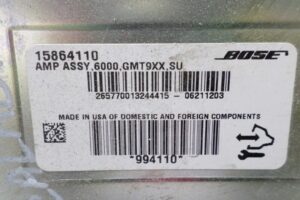 15864110
BOSE
AMP ASSY,6000,GMT9XX,SU
265770013244415 - 06211203
MADE IN USA OF DOMESTIC AND FOREIGN COMPONENTS
"994110"